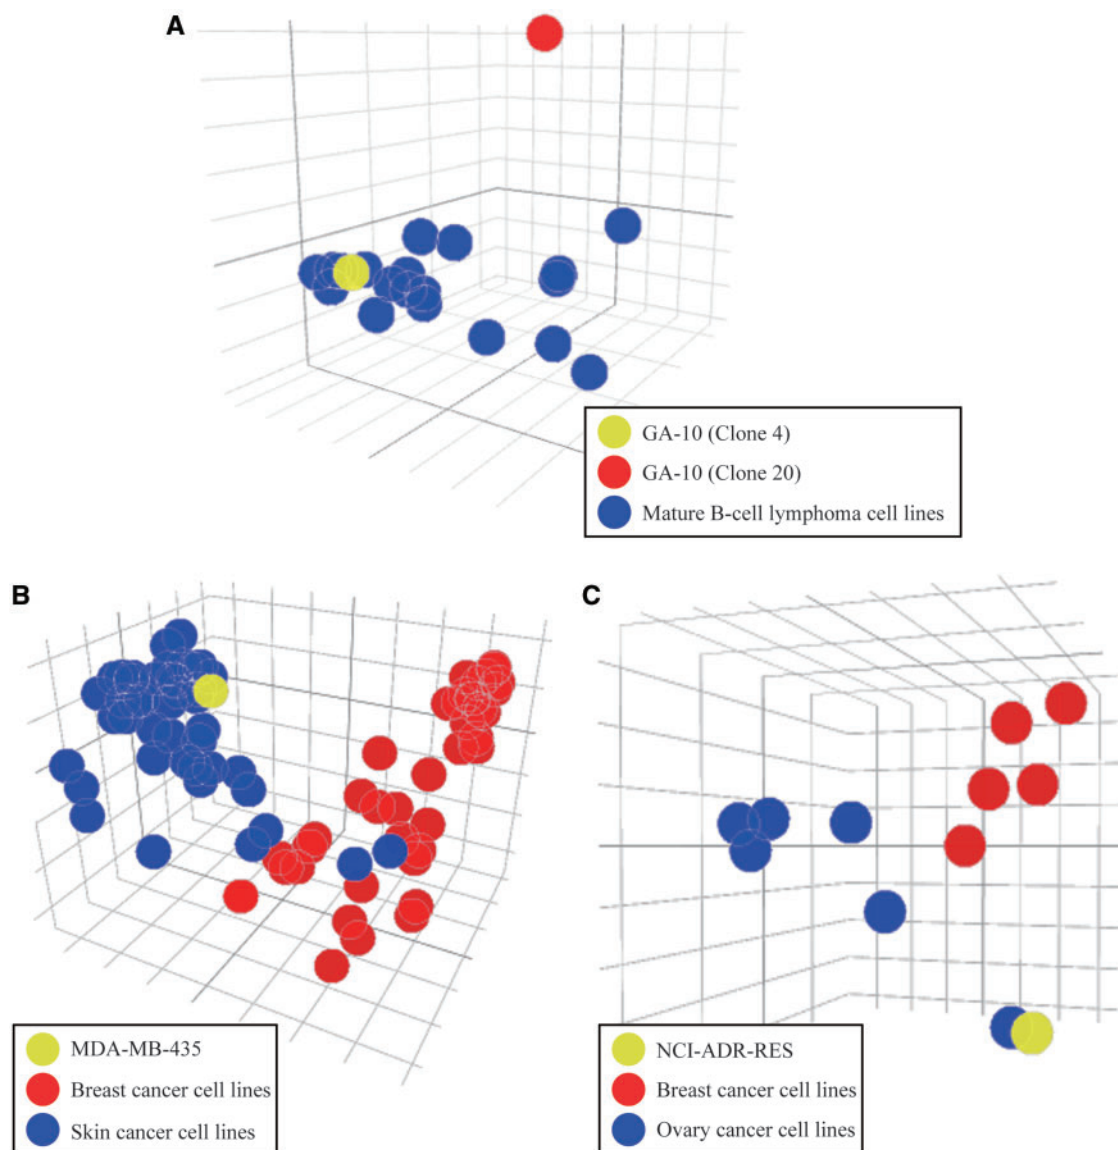 A
GA-10 (Clone 4)
GA-10 (Clone 20)
Mature B-cell lymphoma cell lines
B
MDA-MB-435
Breast cancer cell lines
Skin cancer cell lines
C
NCI-ADR-RES
Breast cancer cell lines
Ovary cancer cell lines